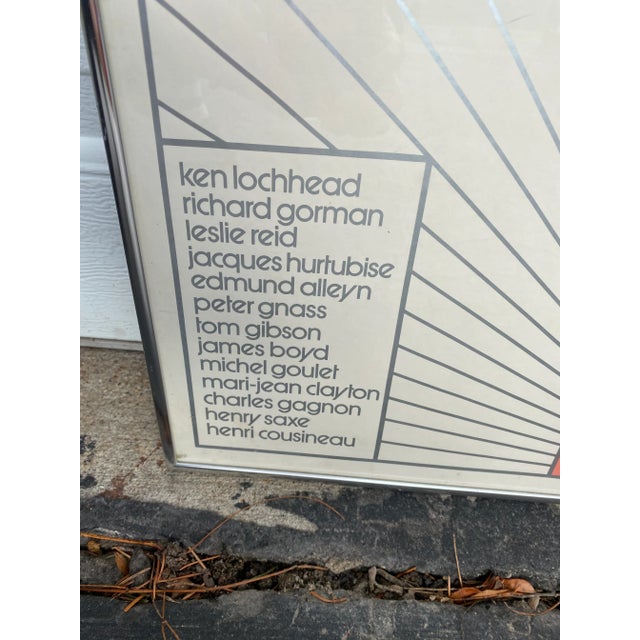 ken lochhead
richard gorman
leslie reid
jacques hurtubise
edmund alleyn
peter gnass
tom gibson
james boyd
michel goulet
mari-jean clayton
charles gagnon
henry saxe
henri cousineau